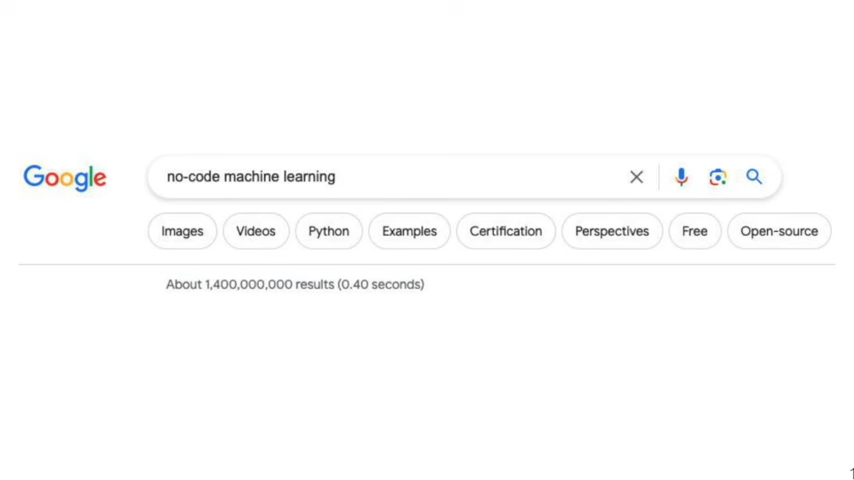 Google no-code machine learning
Images Videos Python Examples Certification Perspectives Free Open-source
About 1,400,000,000 results (0.40 seconds)
1